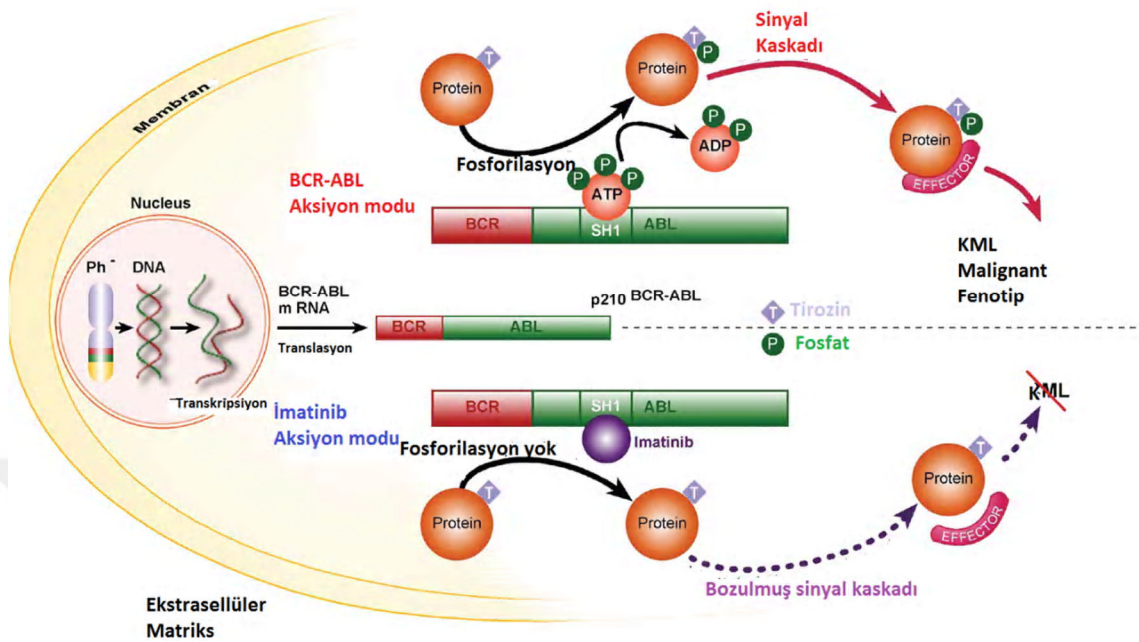 Membran
Nucleus
Ph -
DNA
Transkripsiyon
BCR-ABL
m RNA
Translasyon
BCR
ABL
p210 BCR-ABL
BCR-ABL
Aksiyon modu
Protein
T
Fosforilasyon
Protein
T
P
P
P
P
ATP
P
P
ADP
BCR
SH1
ABL
Sinyal
Kaskadı
Protein
T
P
EFFECTOR
KML
Malignant
Fenotip
T Tirozin
P Fosfat
İmatinib
Aksiyon modu
BCR
SH1
ABL
Imatinib
Fosforilasyon yok
Protein
T
Protein
T
Bozulmuş sinyal kaskadı
Protein
T
EFFECTOR
KML
Ekstrasellüler
Matriks